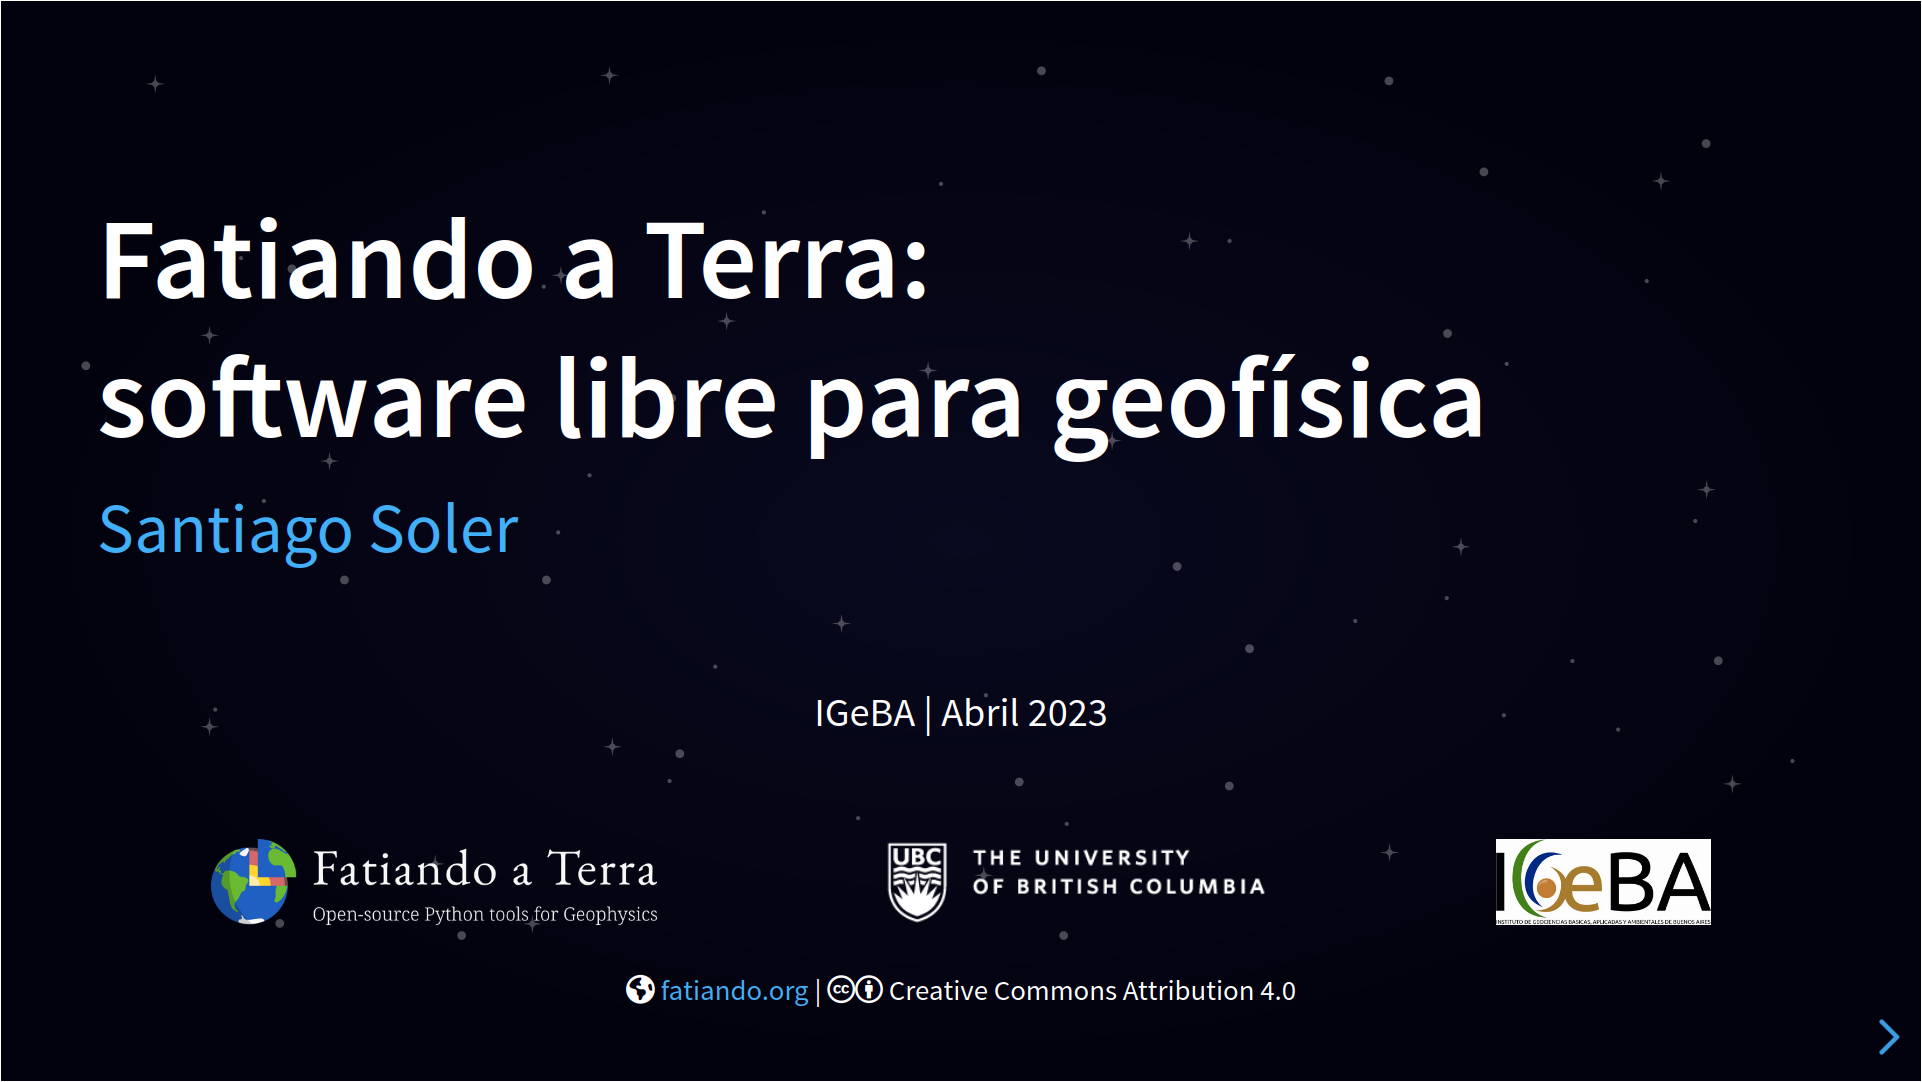 Fatiando a Terra:
software libre para geofísica
Santiago Soler
IGeBA | Abril 2023
Fatiando a Terra
Open-source Python tools for Geophysics
UBC
THE UNIVERSITY
OF BRITISH COLUMBIA
IGeBA
INSTITUTO DE GEOCIENCIAS BASICAS, APLICADAS Y AMBIENTALES DE BUENOS AIRES
fatiando.org | cc Creative Commons Attribution 4.0